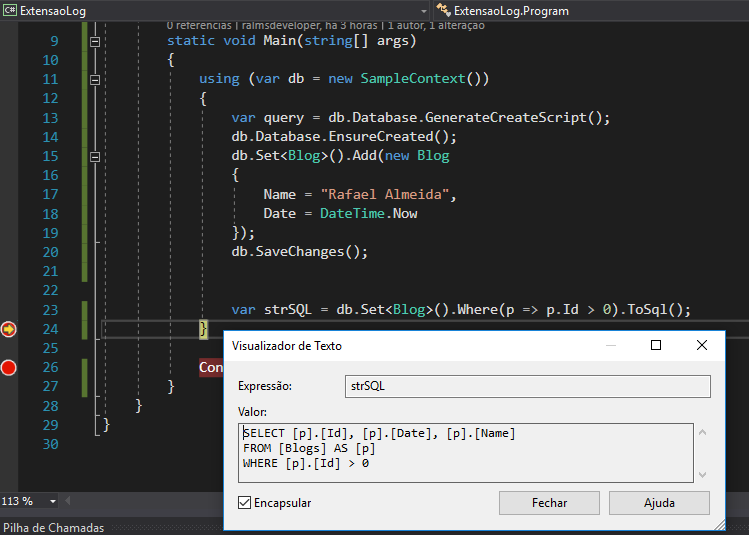 C# ExtensaoLog
ExtensaoLog.Program
0 referências | ralmsdeveloper, há 3 horas | 1 autor, 1 alteração
9 static void Main(string[] args)
10 {
11 using (var db = new SampleContext())
12 {
13 var query = db.Database.GenerateCreateScript();
14 db.Database.EnsureCreated();
15 db.Set<Blog>().Add(new Blog
16 {
17 Name = "Rafael Almeida",
18 Date = DateTime.Now
19 });
20 db.SaveChanges();
21
22
23 var strSQL = db.Set<Blog>().Where(p => p.Id > 0).ToSql();
24 }
25
26 Con
27 }
28 }
29 }
30
Visualizador de Texto
Expressão: strSQL
Valor:
SELECT [p].[Id], [p].[Date], [p].[Name]
FROM [Blogs] AS [p]
WHERE [p].[Id] > 0
Encapsular
Fechar
Ajuda
113 %
Pilha de Chamadas